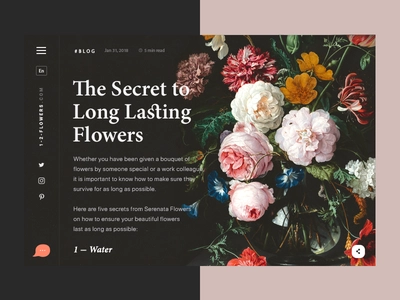 #BLOG
Jan 31, 2018
5 min read
En
1-2-FLOWERS.COM
The Secret to
Long Lasting
Flowers
Whether you have been given a bouquet of
flowers by someone special or a work colleague,
it is important to know how to make sure they
survive for as long as possible.
Here are five secrets from Serenata Flowers
on how to ensure your beautiful flowers
last as long as possible:
1 — Water